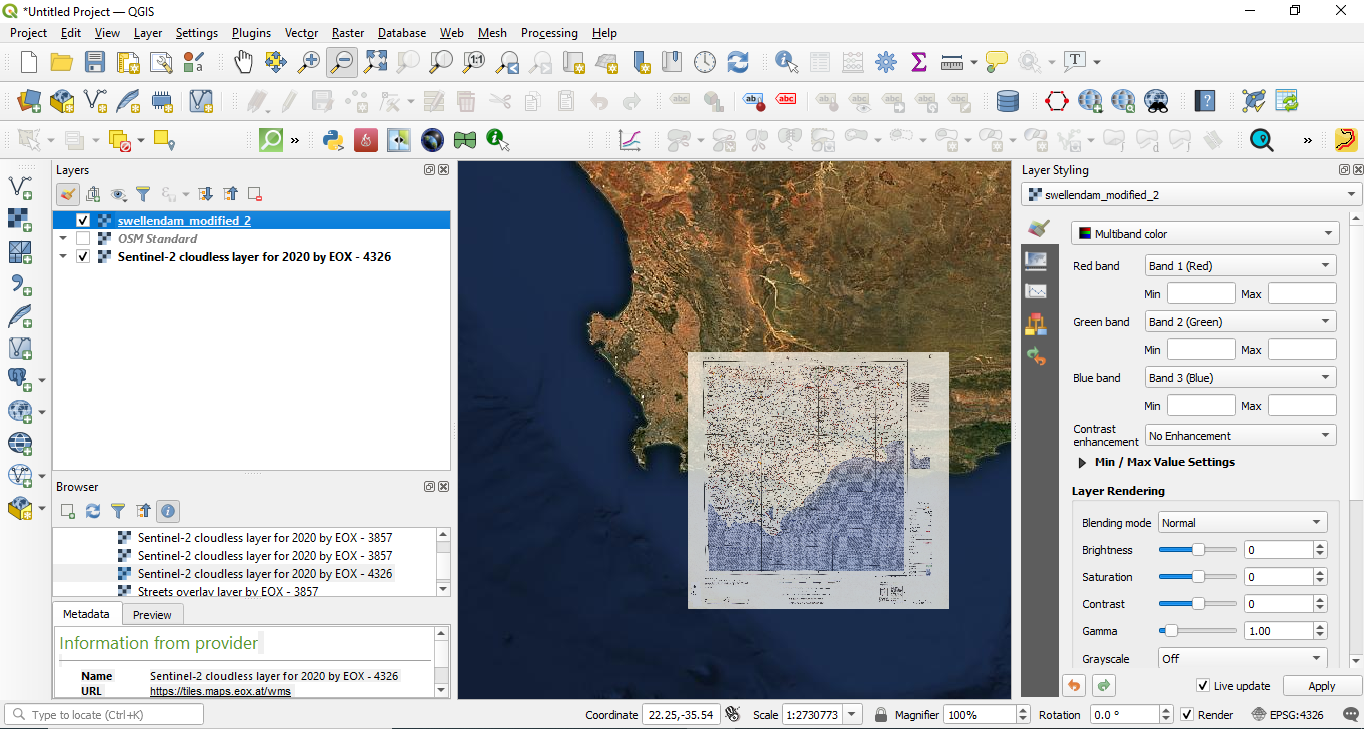 *Untitled Project — QGIS
Project Edit View Layer Settings Plugins Vector Raster Database Web Mesh Processing Help
Layers
swellendam_modified_2
OSM Standard
Sentinel-2 cloudless layer for 2020 by EOX - 4326
Browser
Sentinel-2 cloudless layer for 2020 by EOX - 3857
Sentinel-2 cloudless layer for 2020 by EOX - 3857
Sentinel-2 cloudless layer for 2020 by EOX - 4326
Streets overlay layer by EOX - 3857
Metadata Preview
Information from provider
Name Sentinel-2 cloudless layer for 2020 by EOX - 4326
URL https://tiles.maps.eox.at/wms
Layer Styling
swellendam_modified_2
Multiband color
Red band Band 1 (Red)
Min Max
Green band Band 2 (Green)
Min Max
Blue band Band 3 (Blue)
Min Max
Contrast
enhancement No Enhancement
Min / Max Value Settings
Layer Rendering
Blending mode Normal
Brightness 0
Saturation 0
Contrast 0
Gamma 1.00
Grayscale Off
Live update Apply
Type to locate (Ctrl+K) Coordinate 22.25,-35.54 Scale 1:2730773 Magnifier 100% Rotation 0.0 ° Render EPSG:4326